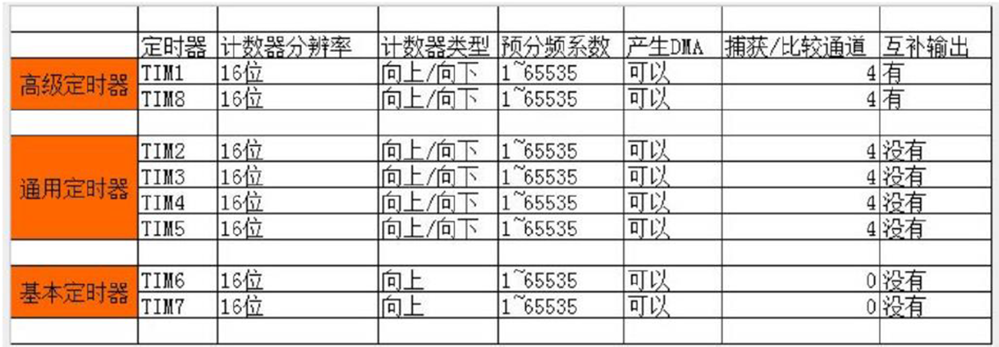 定时器 计数器分辨率 计数器类型 预分频系数 产生DMA 捕获/比较通道 互补输出
高级定时器 TIM1 16位 向上/向下 1~65535 可以 4 有
TIM8 16位 向上/向下 1~65535 可以 4 有
通用定时器 TIM2 16位 向上/向下 1~65535 可以 4 没有
TIM3 16位 向上/向下 1~65535 可以 4 没有
TIM4 16位 向上/向下 1~65535 可以 4 没有
TIM5 16位 向上/向下 1~65535 可以 4 没有
基本定时器 TIM6 16位 向上 1~65535 可以 0 没有
TIM7 16位 向上 1~65535 可以 0 没有